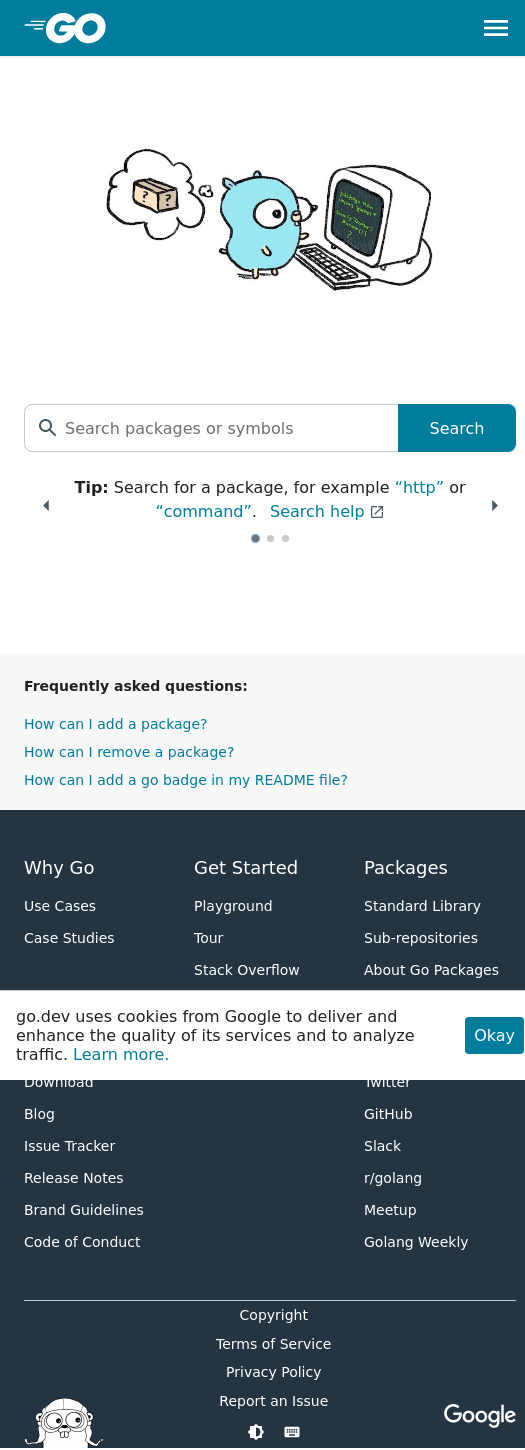 GO
? ?
Search packages or symbols
Search
Tip: Search for a package, for example “http” or
“command”. Search help
Frequently asked questions:
How can I add a package?
How can I remove a package?
How can I add a go badge in my README file?
Why Go
Use Cases
Case Studies
Get Started
Playground
Tour
Stack Overflow
Packages
Standard Library
Sub-repositories
About Go Packages
go.dev uses cookies from Google to deliver and
enhance the quality of its services and to analyze
traffic. Learn more.
Okay
Download
Blog
Issue Tracker
Release Notes
Brand Guidelines
Code of Conduct
Twitter
GitHub
Slack
r/golang
Meetup
Golang Weekly
Copyright
Terms of Service
Privacy Policy
Report an Issue
Google